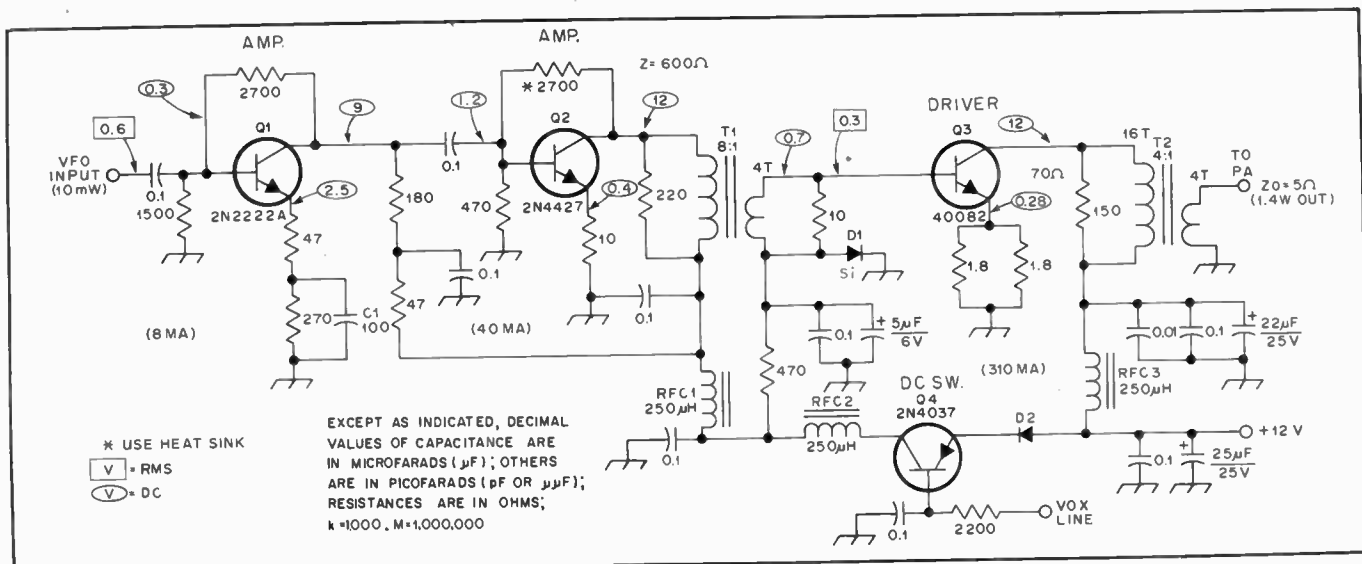 AMP.
2700
0.3
0.6
VFO
INPUT
(10mW)
0.1
1500
Q1
2N2222A
2.5
47
270
C1
100
(8 MA)
9
180
0.1
47
(40 MA)
0.1
1.2
AMP.
* 2700
Z = 600Ω
Q2
470
2N4427
0.4
10
0.1
12
220
T1
8:1
4T
0.7
0.3
10
D1
Si
0.1
+ 5µF
6V
470
RFC1
250µH
0.1
RFC2
250µH
DRIVER
Q3
40082
0.28
1.8
1.8
(310 MA)
12
70Ω
150
16T
T2
4:1
4T
TO
PA
Zo = 5Ω
(1.4W OUT)
0.01
0.1
+ 22µF
25V
RFC3
250µH
DC SW.
Q4
2N4037
D2
+12 V
0.1
+ 25µF
25V
0.1
2200
VOX
LINE
* USE HEAT SINK
V = RMS
V = DC
EXCEPT AS INDICATED, DECIMAL
VALUES OF CAPACITANCE ARE
IN MICROFARADS (µF); OTHERS
ARE IN PICOFARADS (pF OR µµF);
RESISTANCES ARE IN OHMS;
k =1000, M=1,000,000